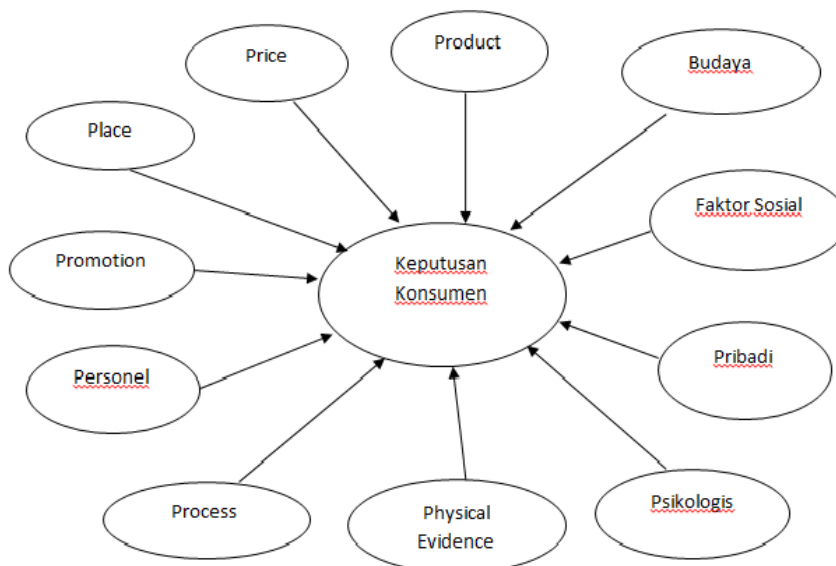 Product
Price
Budaya
Place
Faktor Sosial
Promotion
Keputusan
Konsumen
Personel
Pribadi
Process
Physical
Evidence
Psikologis